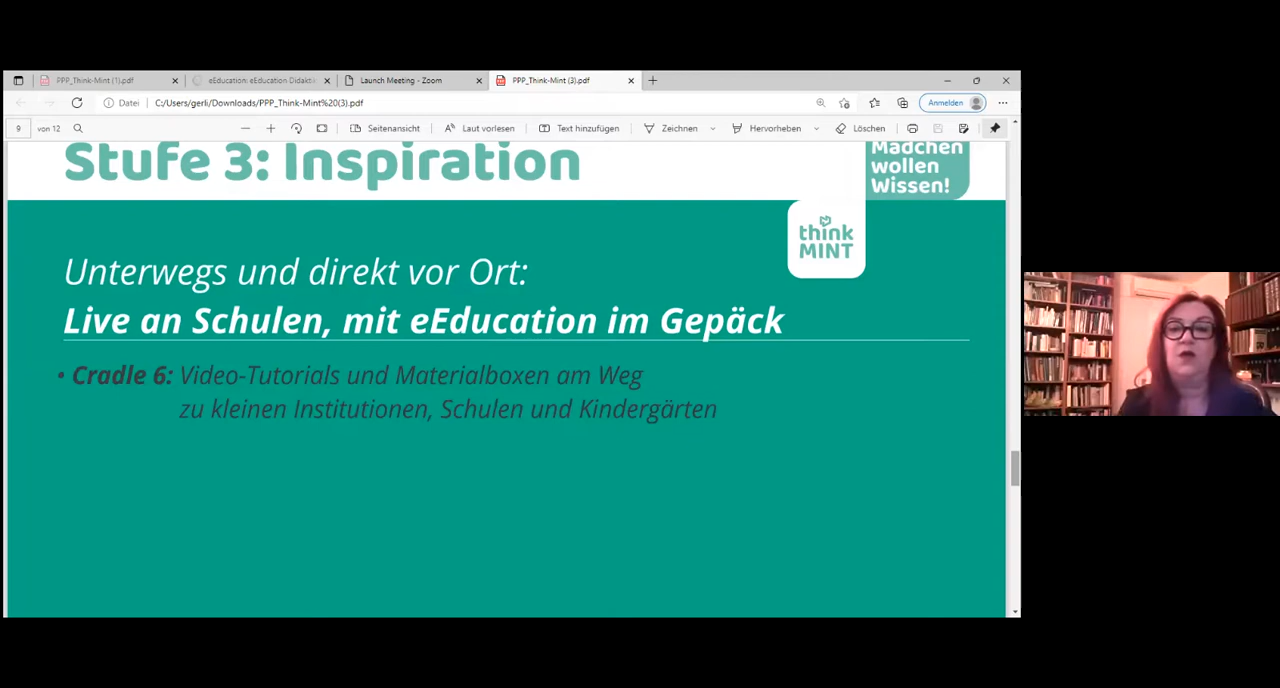 PPP_Think-Mint (1).pdf
eEducation: eEducation Didaktik
Launch Meeting - Zoom
PPP_Think-Mint (3).pdf
Datei
C:/Users/gerli/Downloads/PPP_Think-Mint%20(3).pdf
Anmelden
9 von 12
Seitenansicht
Laut vorlesen
Text hinzufügen
Zeichnen
Hervorheben
Löschen
Stufe 3: Inspiration
Mädchen
wollen
Wissen!
think
MINT
Unterwegs und direkt vor Ort:
Live an Schulen, mit eEducation im Gepäck
• Cradle 6: Video-Tutorials und Materialboxen am Weg
zu kleinen Institutionen, Schulen und Kindergärten